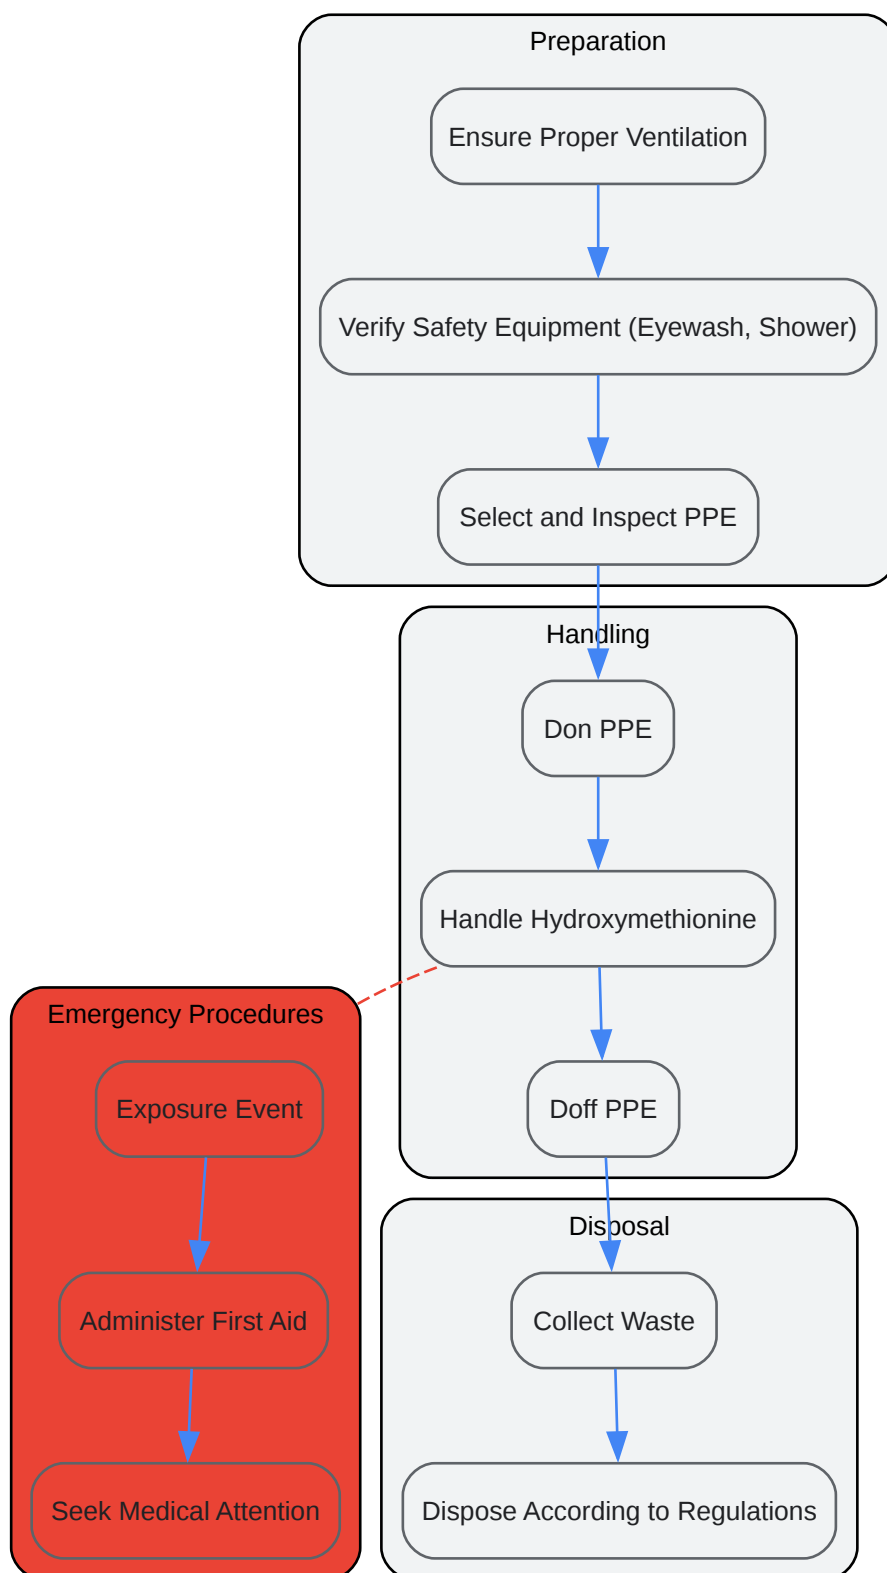 Preparation
Ensure Proper Ventilation
Verify Safety Equipment (Eyewash, Shower)
Select and Inspect PPE
Handling
Don PPE
Handle Hydroxymethionine
Doff PPE
Emergency Procedures
Exposure Event
Administer First Aid
Seek Medical Attention
Disposal
Collect Waste
Dispose According to Regulations